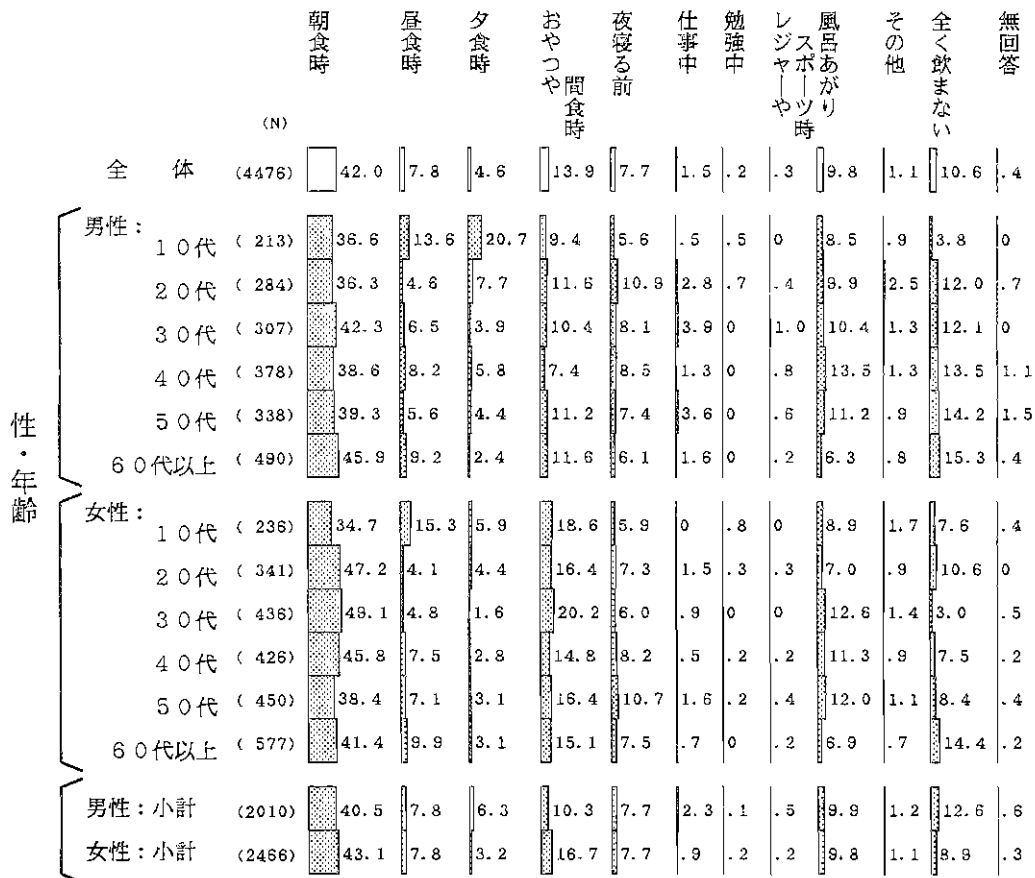 朝食時
昼食時
夕食時
おやつや
間食時
夜寝る前
仕事中
勉強中
レジャーや
スポーツ時
風呂あがり
その他
全く飲まない
無回答
(N)
全体 (4476) 42.0 7.8 4.6 13.9 7.7 1.5 .2 .3 9.8 1.1 10.6 .4
性・年齢
男性：
10代 (213) 36.6 13.6 20.7 9.4 5.6 .5 .5 0 8.5 .9 3.8 0
20代 (284) 36.3 4.6 7.7 11.6 10.9 2.8 .7 .4 9.9 2.5 12.0 .7
30代 (307) 42.3 6.5 3.9 10.4 8.1 3.9 0 1.0 10.4 1.3 12.1 0
40代 (378) 38.6 8.2 5.8 7.4 8.5 1.3 0 .8 13.5 1.3 13.5 1.1
50代 (338) 39.3 5.6 4.4 11.2 7.4 3.6 0 .6 11.2 .9 14.2 1.5
60代以上 (490) 45.9 9.2 2.4 11.6 6.1 1.6 0 .2 6.3 .8 15.3 .4
女性：
10代 (236) 34.7 15.3 5.9 18.6 5.9 0 .8 0 8.9 1.7 7.6 .4
20代 (341) 47.2 4.1 4.4 16.4 7.3 1.5 .3 .3 7.0 .9 10.6 0
30代 (436) 49.1 4.8 1.6 20.2 6.0 .9 0 0 12.6 1.4 3.0 .5
40代 (426) 45.8 7.5 2.8 14.8 8.2 .5 .2 .2 11.3 .9 7.5 .2
50代 (450) 38.4 7.1 3.1 16.4 10.7 1.6 .2 .4 12.0 1.1 8.4 .4
60代以上 (577) 41.4 9.9 3.1 15.1 7.5 .7 0 .2 6.9 .7 14.4 .2
男性：小計 (2010) 40.5 7.8 6.3 10.3 7.7 2.3 .1 .5 9.9 1.2 12.6 .6
女性：小計 (2466) 43.1 7.8 3.2 16.7 7.7 .9 .2 .2 9.8 1.1 8.9 .3